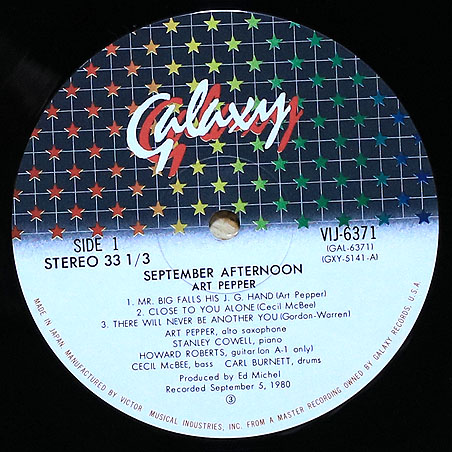 Galaxy
SIDE 1
STEREO 33 1/3
VIJ-6371
(GAL-6371)
(GXY-5141-A)
SEPTEMBER AFTERNOON
ART PEPPER
1. MR. BIG FALLS HIS J. G. HAND (Art Pepper)
2. CLOSE TO YOU ALONE (Cecil McBee)
3. THERE WILL NEVER BE ANOTHER YOU (Gordon-Warren)
ART PEPPER, alto saxophone
STANLEY COWELL, piano
HOWARD ROBERTS, guitar (on A-1 only)
CECIL McBEE, bass CARL BURNETT, drums
Produced by Ed Michel
Recorded September 5, 1980
③
MADE IN JAPAN. MANUFACTURED BY VICTOR MUSICAL INDUSTRIES, INC. FROM A MASTER RECORDING OWNED BY GALAXY RECORDS, U.S.A.